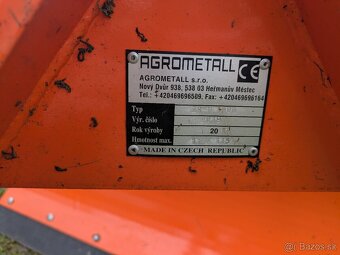 AGROMETALL CE
AGROMETALL s.r.o.
Nový Dvůr 938, 538 03 Heřmanův Městec
Tel.: +420469696509, Fax: +420469696164
Typ
Výr. číslo
Rok výroby 20
Hmotnost max.
MADE IN CZECH REPUBLIC
bazos.sk